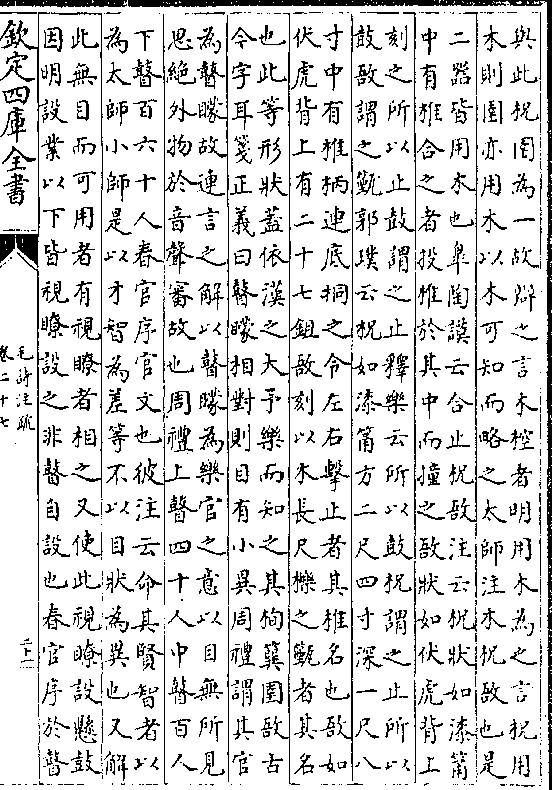 與此柷圉為一故辯之言木椌者明用木為之言柷用
木則圉亦用木以木可知而略之太師注木柷敔也是
二器皆用木也臯陶謨云合止柷敔注云柷狀如漆筩
中有椎合之者投椎於其中而撞之敔狀如伏虎背上
刻之所以止鼓謂之止釋樂云所以鼓柷謂之止所以
鼓敔謂之籈郭璞云柷如漆筩方二尺四寸深一尺八
寸中有椎柄連底挏之令左右擊止者其椎名也敔如
伏虎背上有二十七鉏敔刻以木長尺櫟之籈者其名
也此等形狀蓋依漢之大予樂而知之其栒簨圉敔古
今字耳箋正義曰瞽矇相對則目有小異周禮謂其官
為瞽矇故連言之解以瞽矇為樂官之意以目無所見
思絶外物於音聲審故也周禮上瞽四十人中瞽百人
下瞽百六十人春官序官文也彼注云命其賢智者以
為太師小師是以才智為差等不以目狀為異也又解
此無目而可用者有視瞭者相之又使此視瞭設懸鼓
因明設業以下皆視瞭設之非瞽自設也春官序於瞽
欽定四庫全書
毛詩注疏
卷二十七
二十一